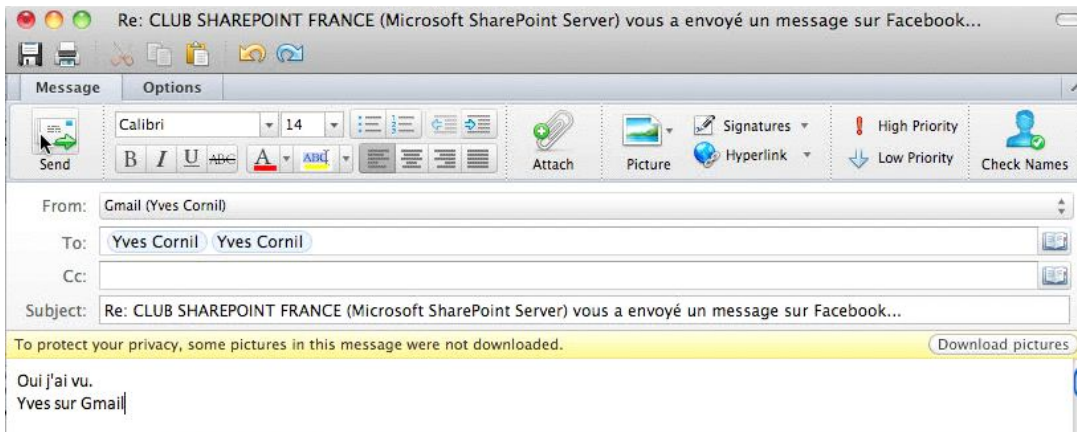 Re: CLUB SHAREPOINT FRANCE (Microsoft SharePoint Server) vous a envoyé un message sur Facebook...
Message Options
Calibri 14
Signatures High Priority
Hyperlink Low Priority
B I U ABC A ABC
Send Attach Picture Check Names
From: Gmail (Yves Cornil)
To: Yves Cornil Yves Cornil
Cc:
Subject: Re: CLUB SHAREPOINT FRANCE (Microsoft SharePoint Server) vous a envoyé un message sur Facebook...
To protect your privacy, some pictures in this message were not downloaded. Download pictures
Oui j'ai vu.
Yves sur Gmail